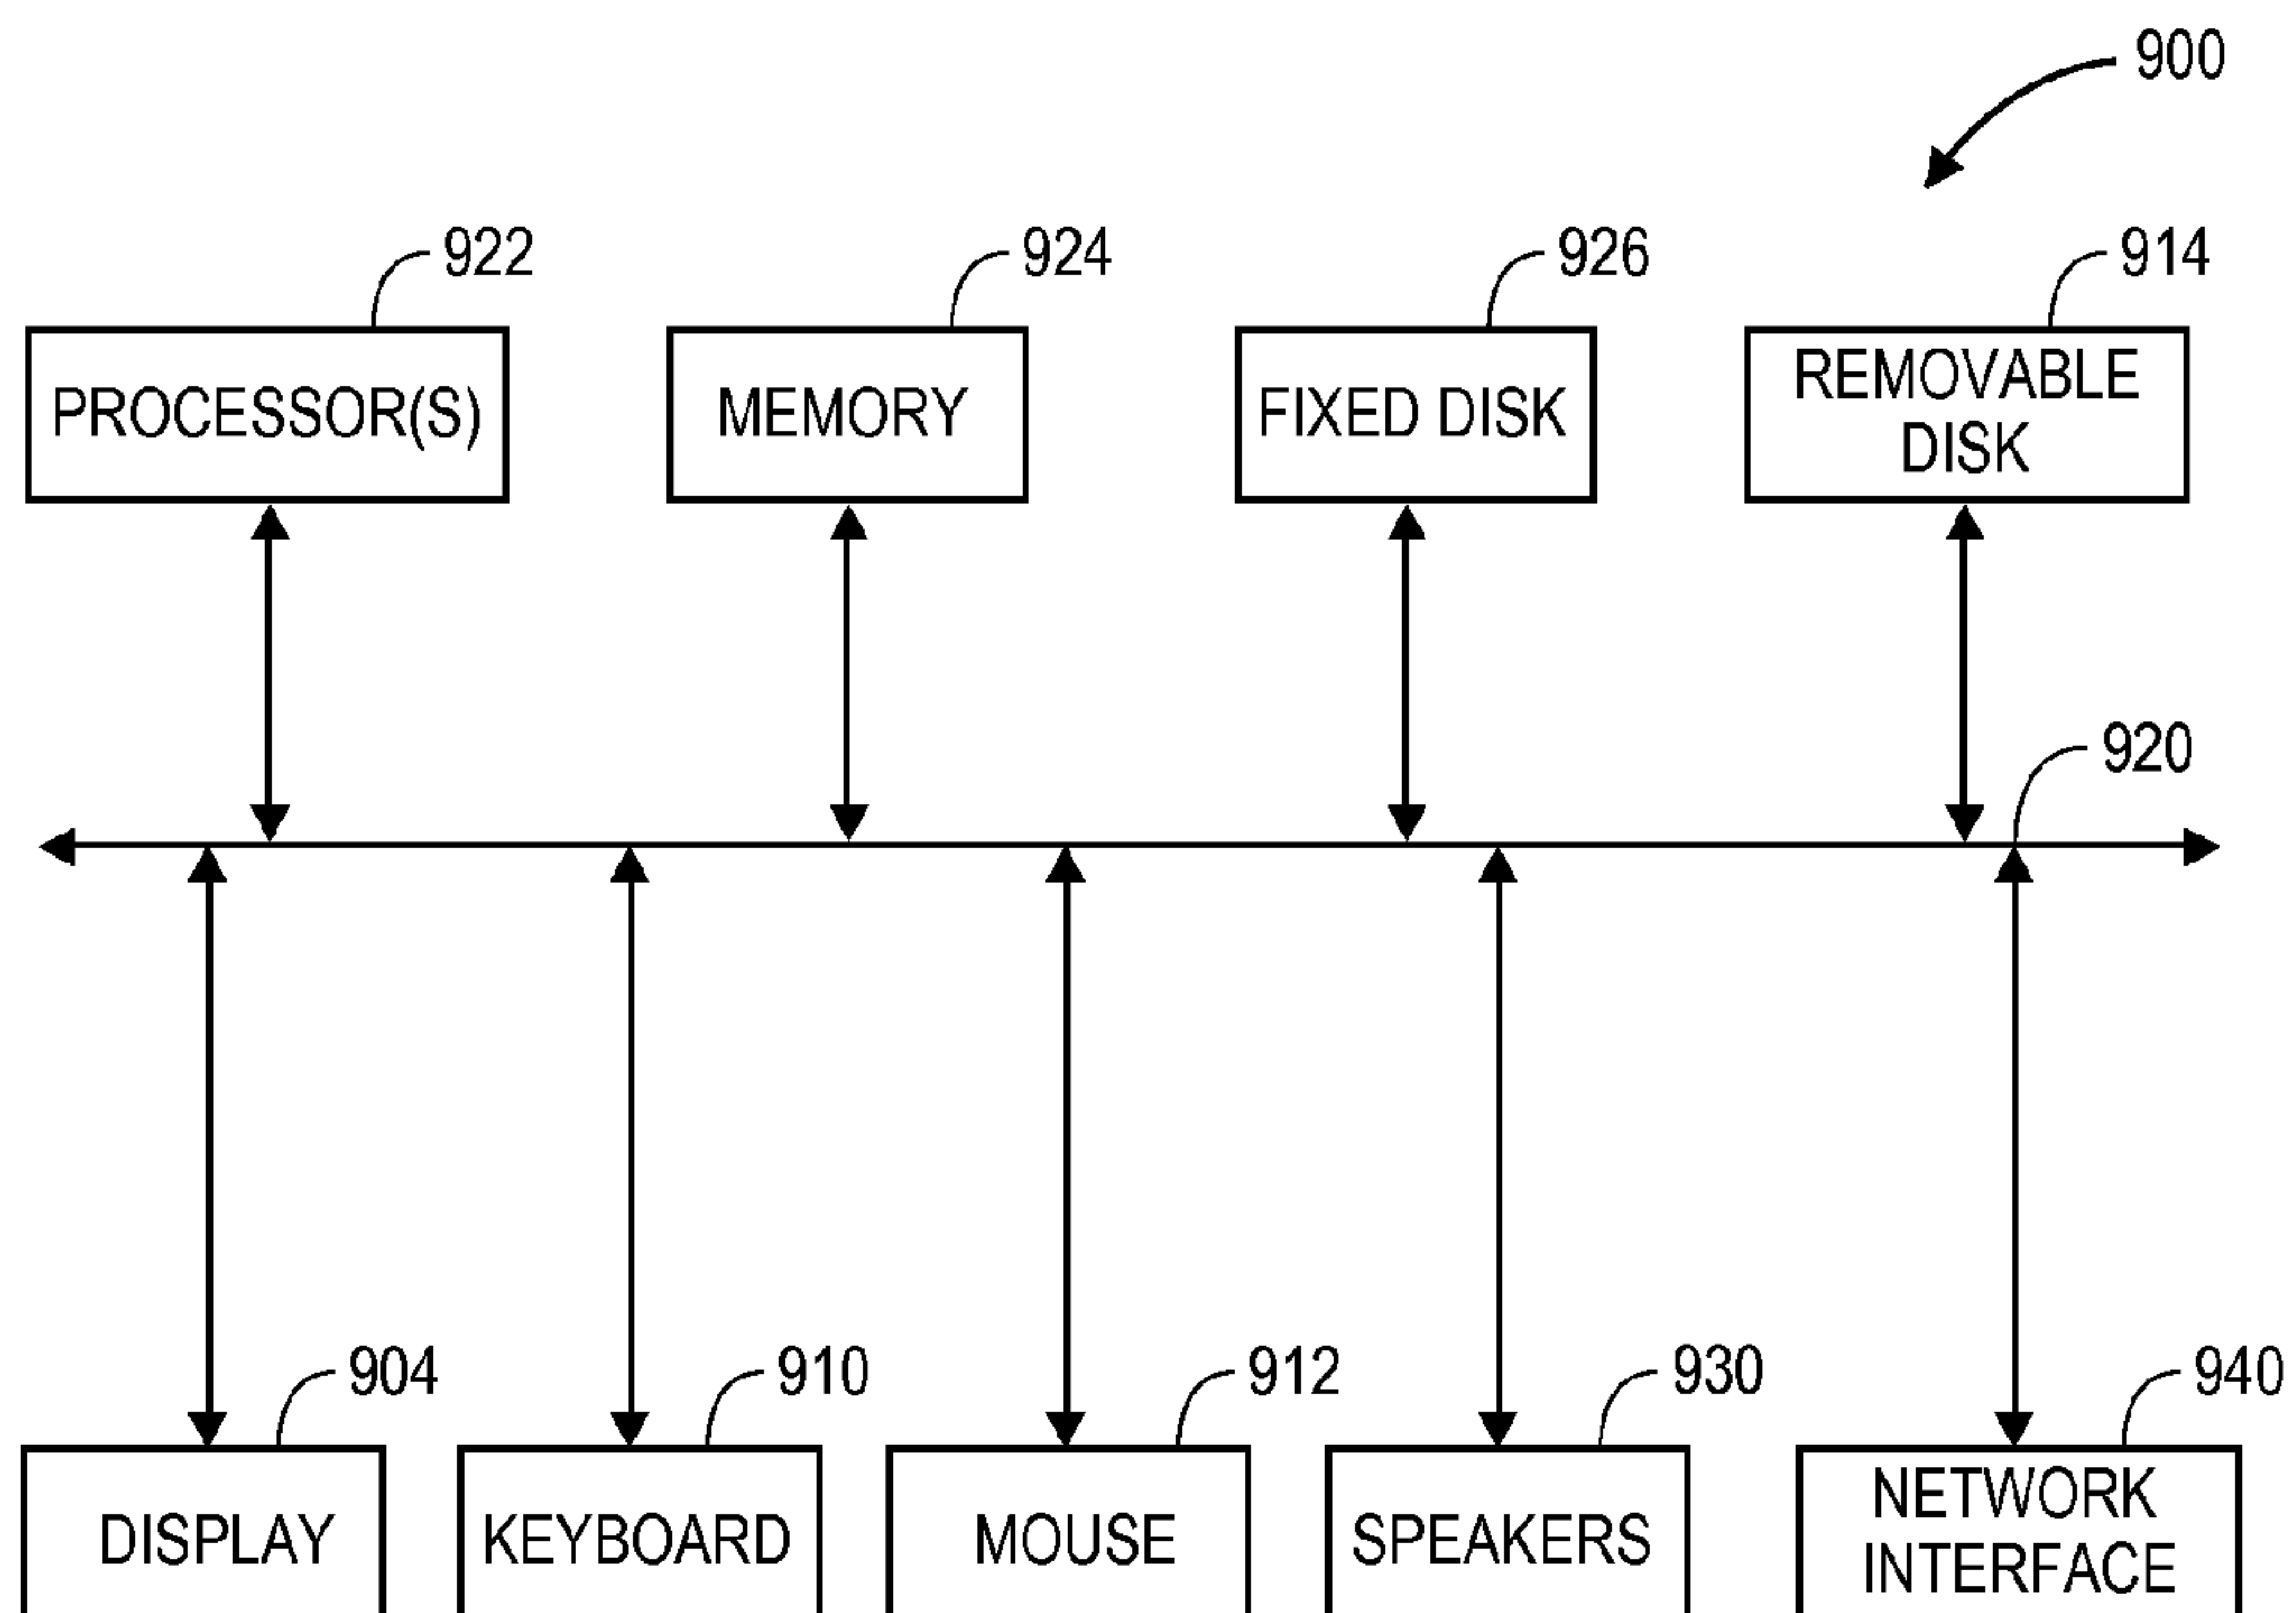 900
922
924
926
914
PROCESSOR(S)
MEMORY
FIXED DISK
REMOVABLE
DISK
920
904
910
912
930
940
DISPLAY
KEYBOARD
MOUSE
SPEAKERS
NETWORK
INTERFACE